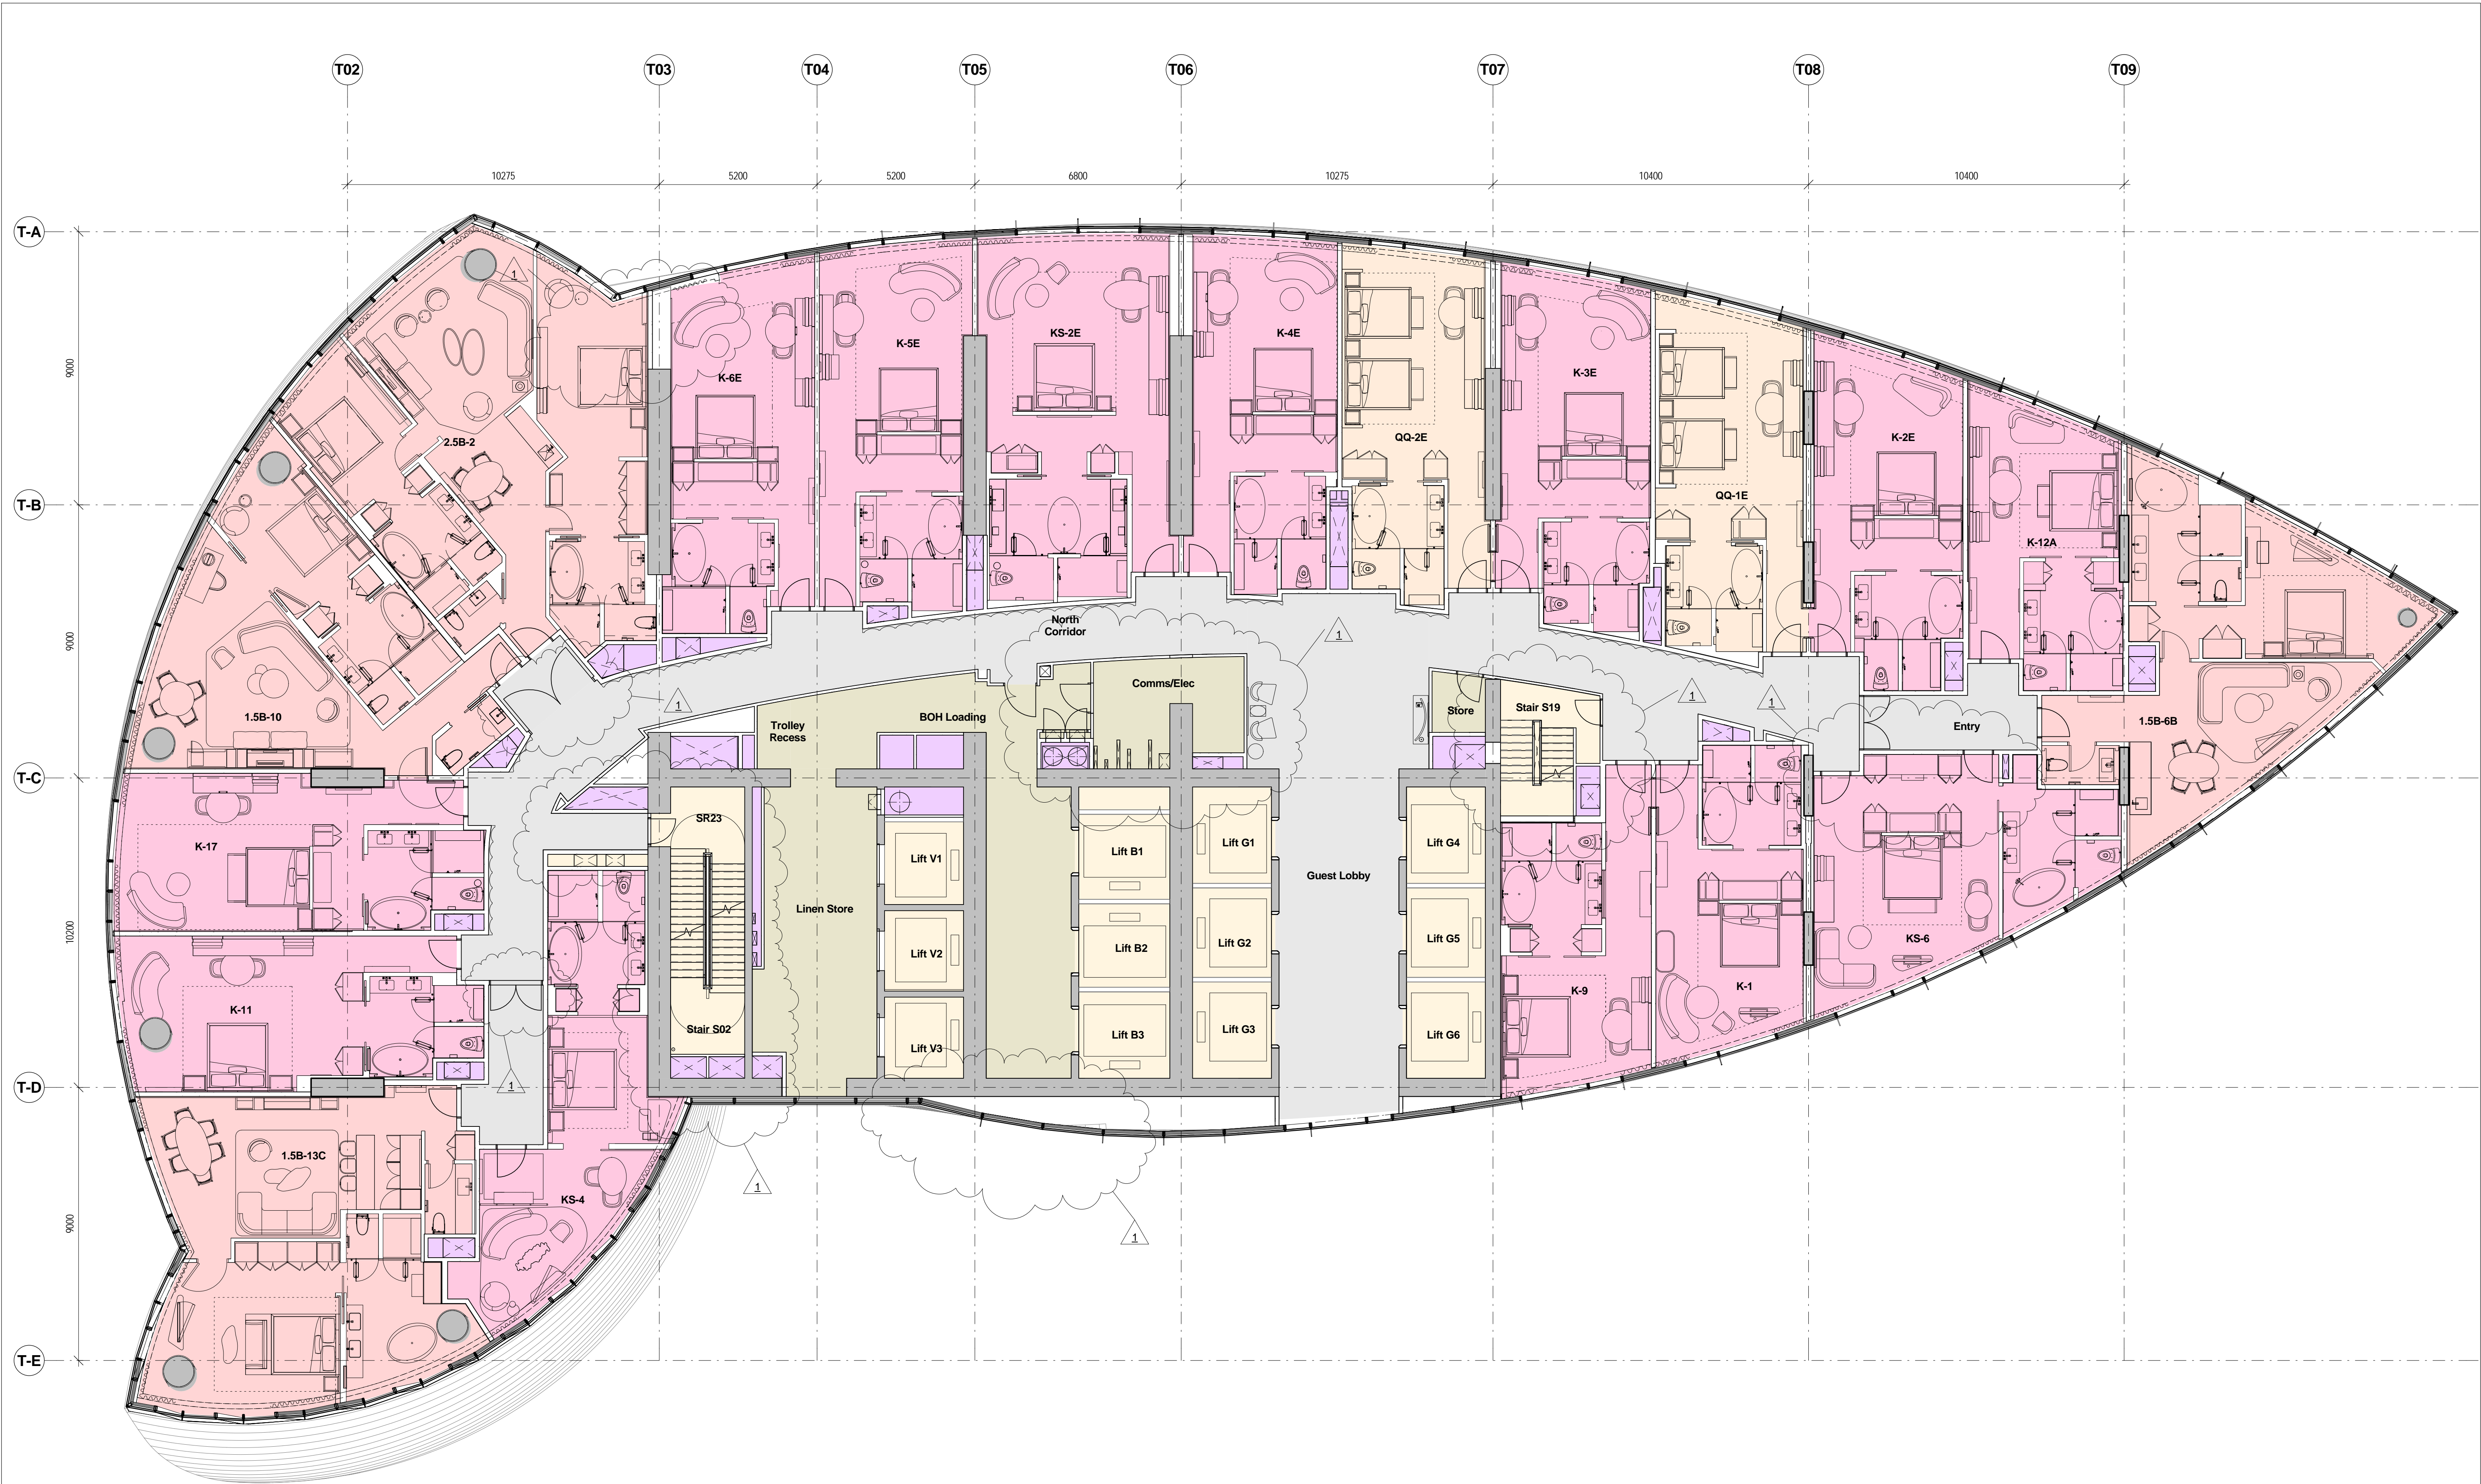 T02
T03
T04
T05
T06
T07
T08
T09
10275
5200
5200
6800
10275
10400
10400
T-A
9000
T-B
9000
T-C
10200
T-D
9000
T-E
1
K-6E
K-5E
KS-2E
K-4E
QQ-2E
K-3E
QQ-1E
K-2E
K-12A
2.5B-2
1.5B-10
1.5B-6B
North
Corridor
1
1
1
1
Trolley
Recess
BOH Loading
Comms/Elec
Store
Stair S19
Entry
K-17
SR23
Linen Store
Lift V1
Lift V2
Lift V3
Lift B1
Lift B2
Lift B3
Lift G1
Lift G2
Lift G3
Guest Lobby
Lift G4
Lift G5
Lift G6
K-9
K-1
KS-6
K-11
Stair S02
1
1.5B-13C
KS-4
1
1